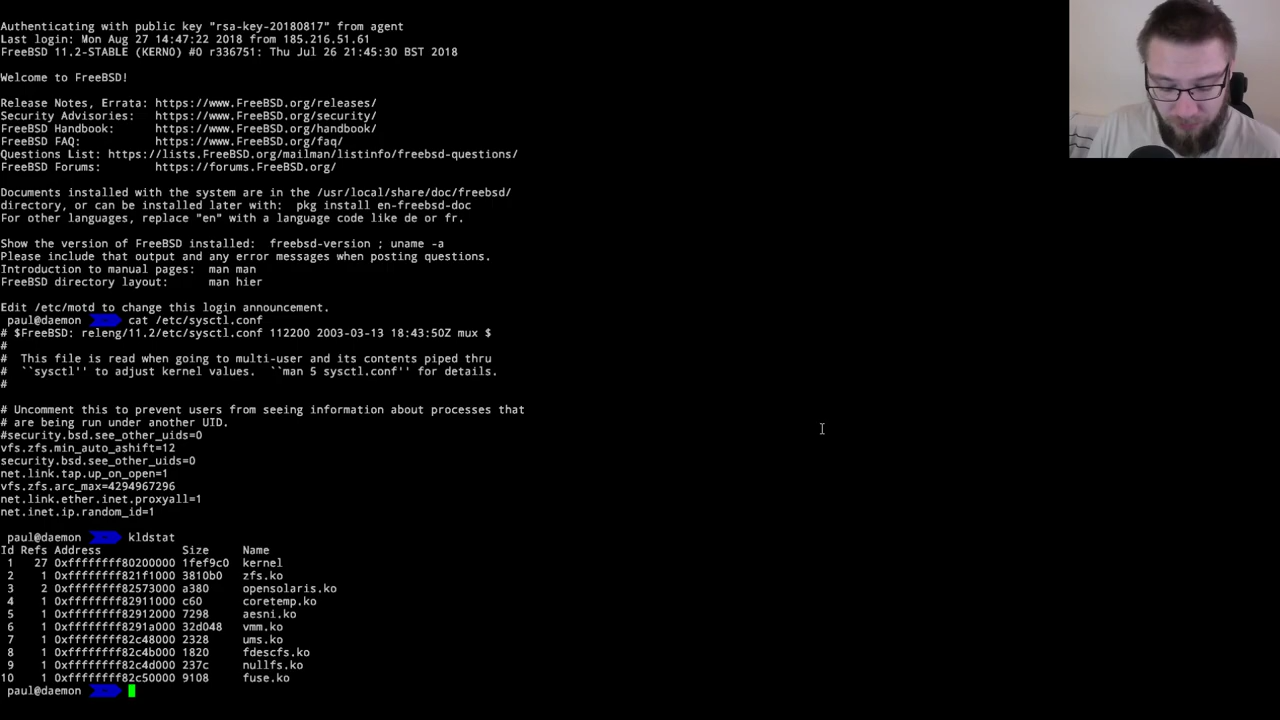 Authenticating with public key "rsa-key-20180817" from agent
Last login: Mon Aug 27 14:47:22 2018 from 185.216.51.61
FreeBSD 11.2-STABLE (KERN0) #0 r336751: Thu Jul 26 21:45:30 BST 2018
Welcome to FreeBSD!
Release Notes, Errata: https://www.FreeBSD.org/releases/
Security Advisories:   https://www.FreeBSD.org/security/
FreeBSD Handbook:      https://www.FreeBSD.org/handbook/
FreeBSD FAQ:           https://www.FreeBSD.org/faq/
Questions List: https://lists.FreeBSD.org/mailman/listinfo/freebsd-questions/
FreeBSD Forums:        https://forums.FreeBSD.org/
Documents installed with the system are in the /usr/local/share/doc/freebsd/
directory, or can be installed later with:  pkg install en-freebsd-doc
For other languages, replace "en" with a language code like de or fr.
Show the version of FreeBSD installed:  freebsd-version ; uname -a
Please include that output and any error messages when posting questions.
Introduction to manual pages:  man man
FreeBSD directory layout:      man hier
Edit /etc/motd to change this login announcement.
paul@daemon cat /etc/sysctl.conf
# $FreeBSD: releng/11.2/etc/sysctl.conf 112200 2003-03-13 18:43:50Z mux $
#
#  This file is read when going to multi-user and its contents piped thru
#  ``sysctl'' to adjust kernel values.  ``man 5 sysctl.conf'' for details.
#
# Uncomment this to prevent users from seeing information about processes that
# are being run under another UID.
#security.bsd.see_other_uids=0
vfs.zfs.min_auto_ashift=12
security.bsd.see_other_uids=0
net.link.tap.up_on_open=1
vfs.zfs.arc_max=4294967296
net.link.ether.inet.proxyall=1
net.inet.ip.random_id=1
paul@daemon kldstat
Id Refs Address            Size     Name
1   27 0xffffffff80200000 1fef9c0  kernel
2    1 0xffffffff821f1000 3810b0   zfs.ko
3    2 0xffffffff82573000 a380     opensolaris.ko
4    1 0xffffffff82911000 c60      coretemp.ko
5    1 0xffffffff82912000 7298     aesni.ko
6    1 0xffffffff8291a000 32d048   vmm.ko
7    1 0xffffffff82c48000 2328     ums.ko
8    1 0xffffffff82c4b000 1820     fdescfs.ko
9    1 0xffffffff82c4d000 237c     nullfs.ko
10    1 0xffffffff82c50000 9108     fuse.ko
paul@daemon